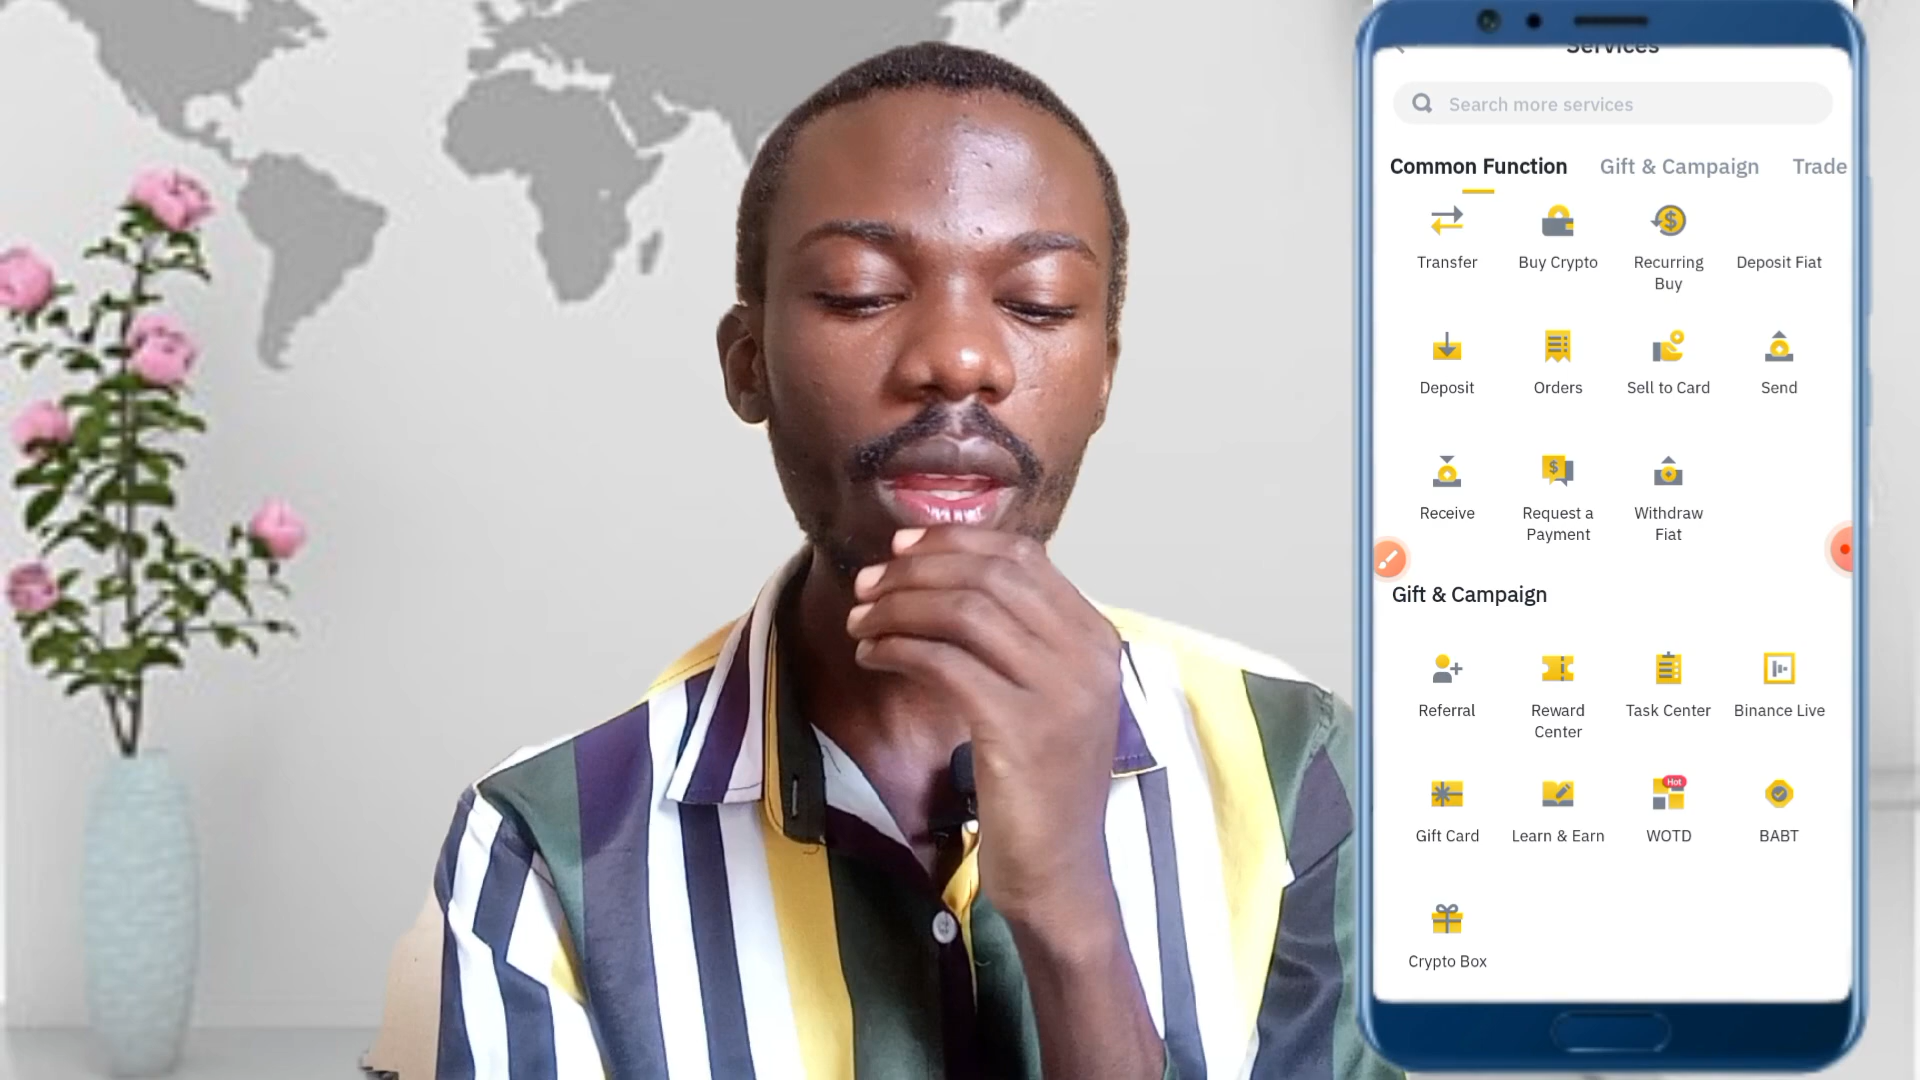 Services
Search more services
Common Function Gift & Campaign Trade
Transfer Buy Crypto Recurring Buy Deposit Fiat
Deposit Orders Sell to Card Send
Receive Request a Payment Withdraw Fiat
Gift & Campaign
Referral Reward Center Task Center Binance Live
Hot
Gift Card Learn & Earn WOTD BABT
Crypto Box